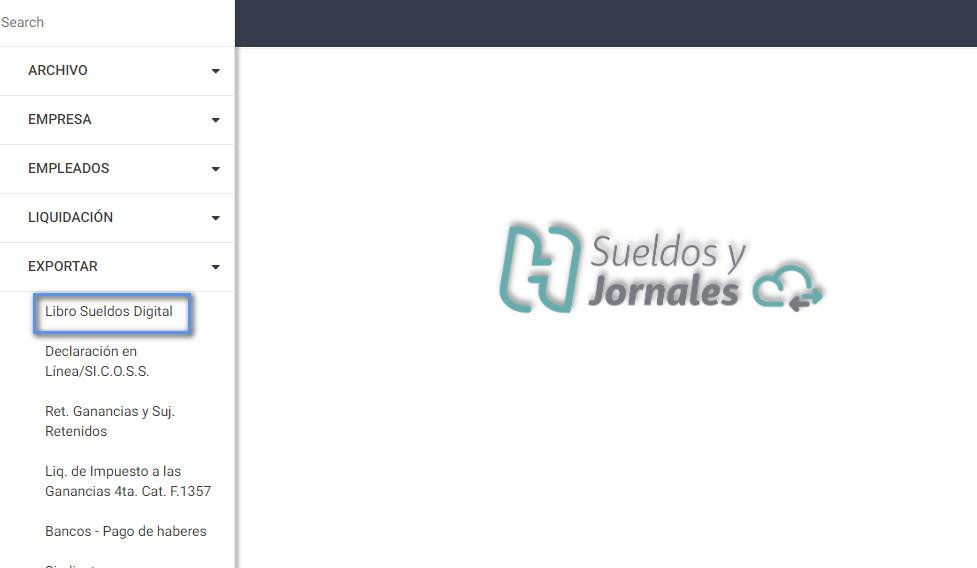 Search
ARCHIVO
EMPRESA
EMPLEADOS
LIQUIDACIÓN
EXPORTAR
Libro Sueldos Digital
Declaración en
Línea/SI.C.O.S.S.
Ret. Ganancias y Suj.
Retenidos
Liq. de Impuesto a las
Ganancias 4ta. Cat. F.1357
Bancos - Pago de haberes
Sueldos y
Jornales